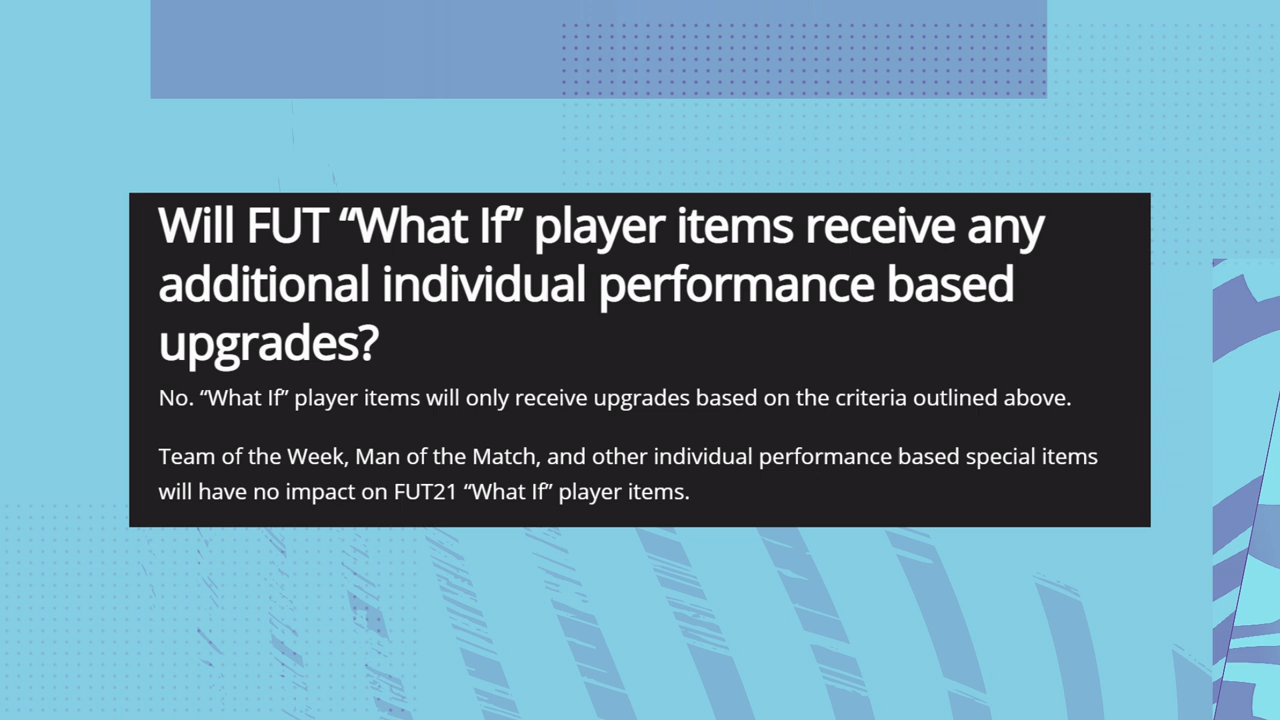 Will FUT “What If” player items receive any
additional individual performance based
upgrades?
No. “What If” player items will only receive upgrades based on the criteria outlined above.
Team of the Week, Man of the Match, and other individual performance based special items
will have no impact on FUT21 “What If” player items.